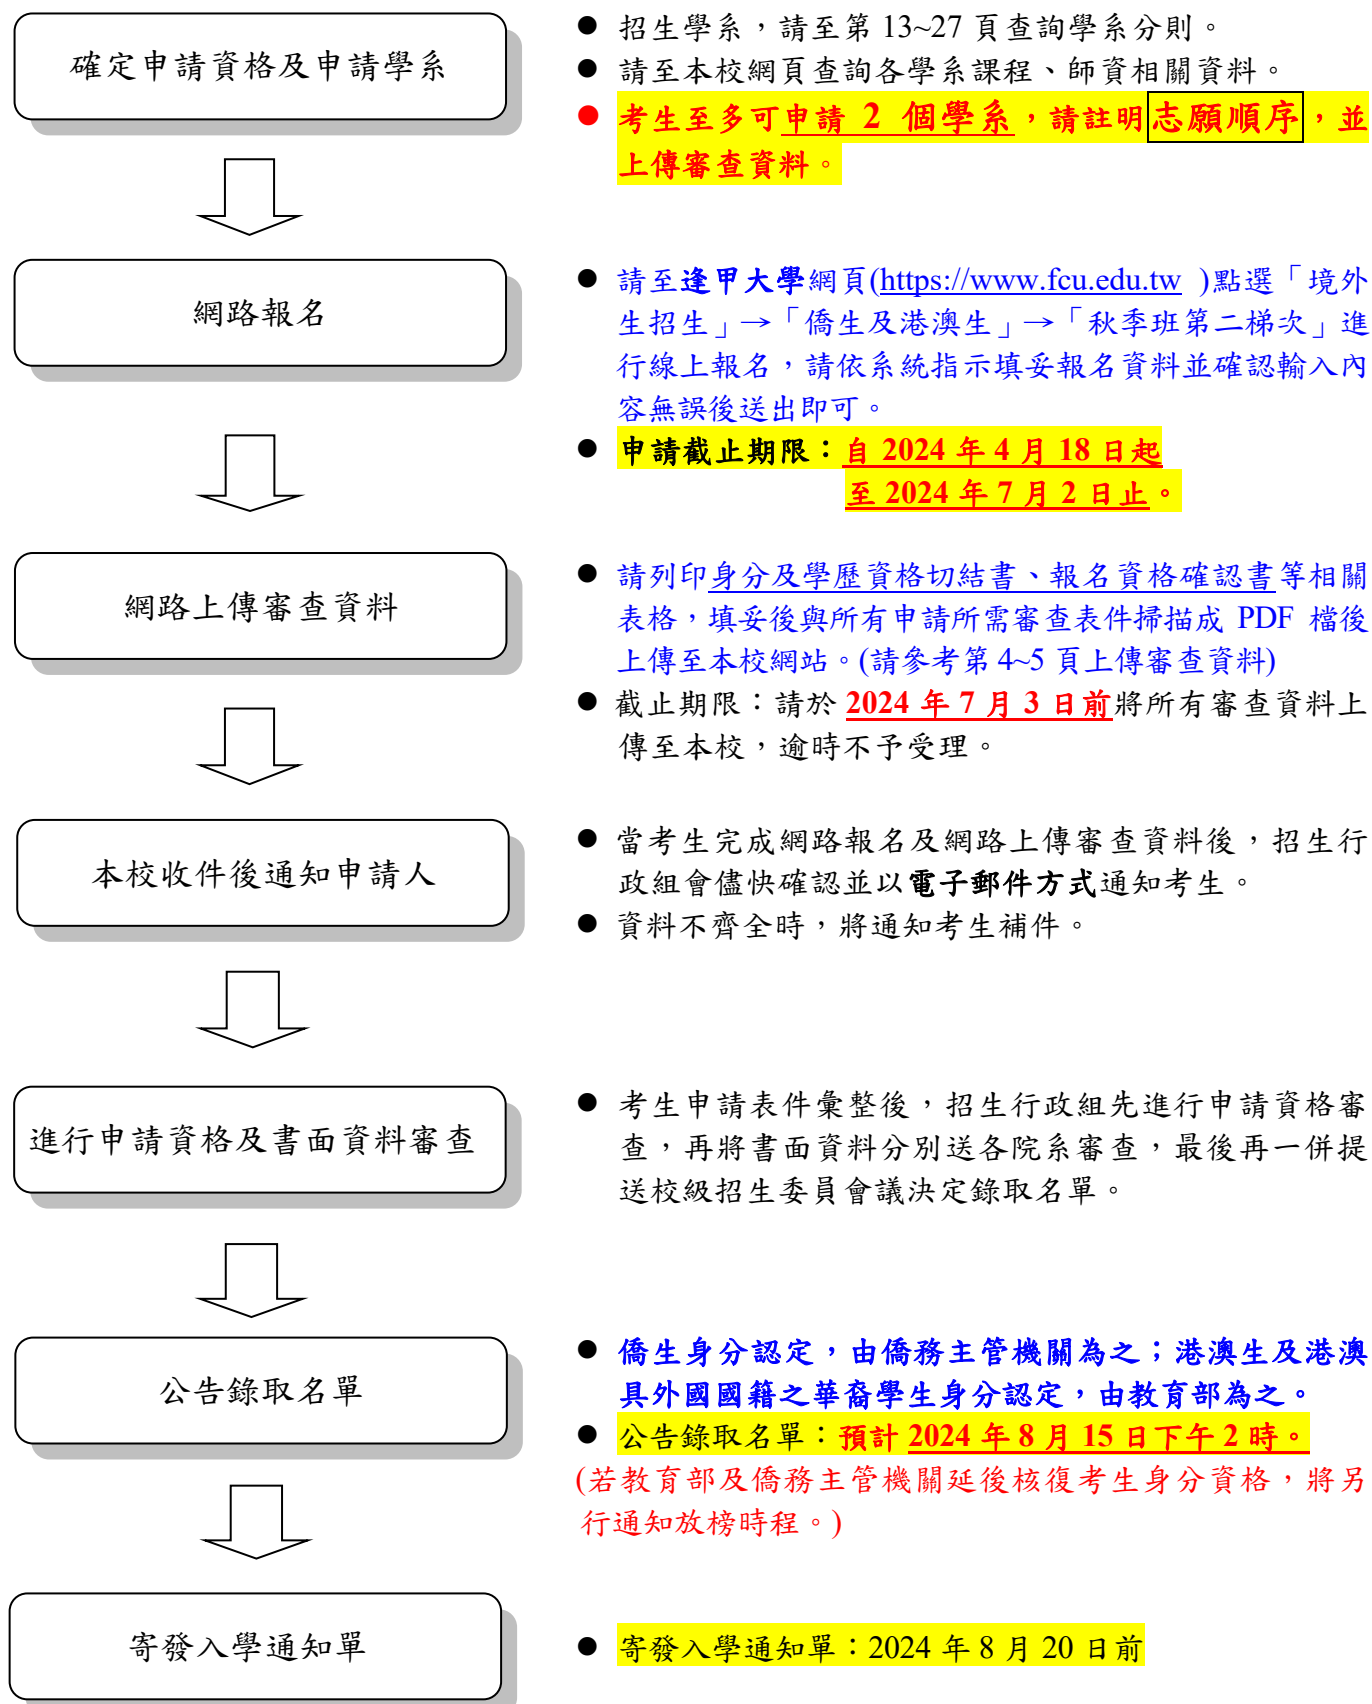 確定申請資格及申請學系
● 招生學系，請至第 13~27 頁查詢學系分則。
● 請至本校網頁查詢各學系課程、師資相關資料。
● 考生至多可申請 2 個學系，請註明志願順序，並
上傳審查資料。
網路報名
● 請至逢甲大學網頁(https://www.fcu.edu.tw )點選「境外
生招生」→「僑生及港澳生」→「秋季班第二梯次」進
行線上報名，請依系統指示填妥報名資料並確認輸入內
容無誤後送出即可。
● 申請截止期限：自 2024 年 4 月 18 日起
至 2024 年 7 月 2 日止。
網路上傳審查資料
● 請列印身分及學歷資格切結書、報名資格確認書等相關
表格，填妥後與所有申請所需審查表件掃描成 PDF 檔後
上傳至本校網站。(請參考第 4~5 頁上傳審查資料)
● 截止期限：請於 2024 年 7 月 3 日前將所有審查資料上
傳至本校，逾時不予受理。
本校收件後通知申請人
● 當考生完成網路報名及網路上傳審查資料後，招生行
政組會儘快確認並以電子郵件方式通知考生。
● 資料不齊全時，將通知考生補件。
進行申請資格及書面資料審查
● 考生申請表件彙整後，招生行政組先進行申請資格審
查，再將書面資料分別送各院系審查，最後再一併提
送校級招生委員會議決定錄取名單。
公告錄取名單
● 僑生身分認定，由僑務主管機關為之；港澳生及港澳
具外國國籍之華裔學生身分認定，由教育部為之。
● 公告錄取名單：預計 2024 年 8 月 15 日下午 2 時。
(若教育部及僑務主管機關延後核復考生身分資格，將另
行通知放榜時程。)
寄發入學通知單
● 寄發入學通知單：2024 年 8 月 20 日前